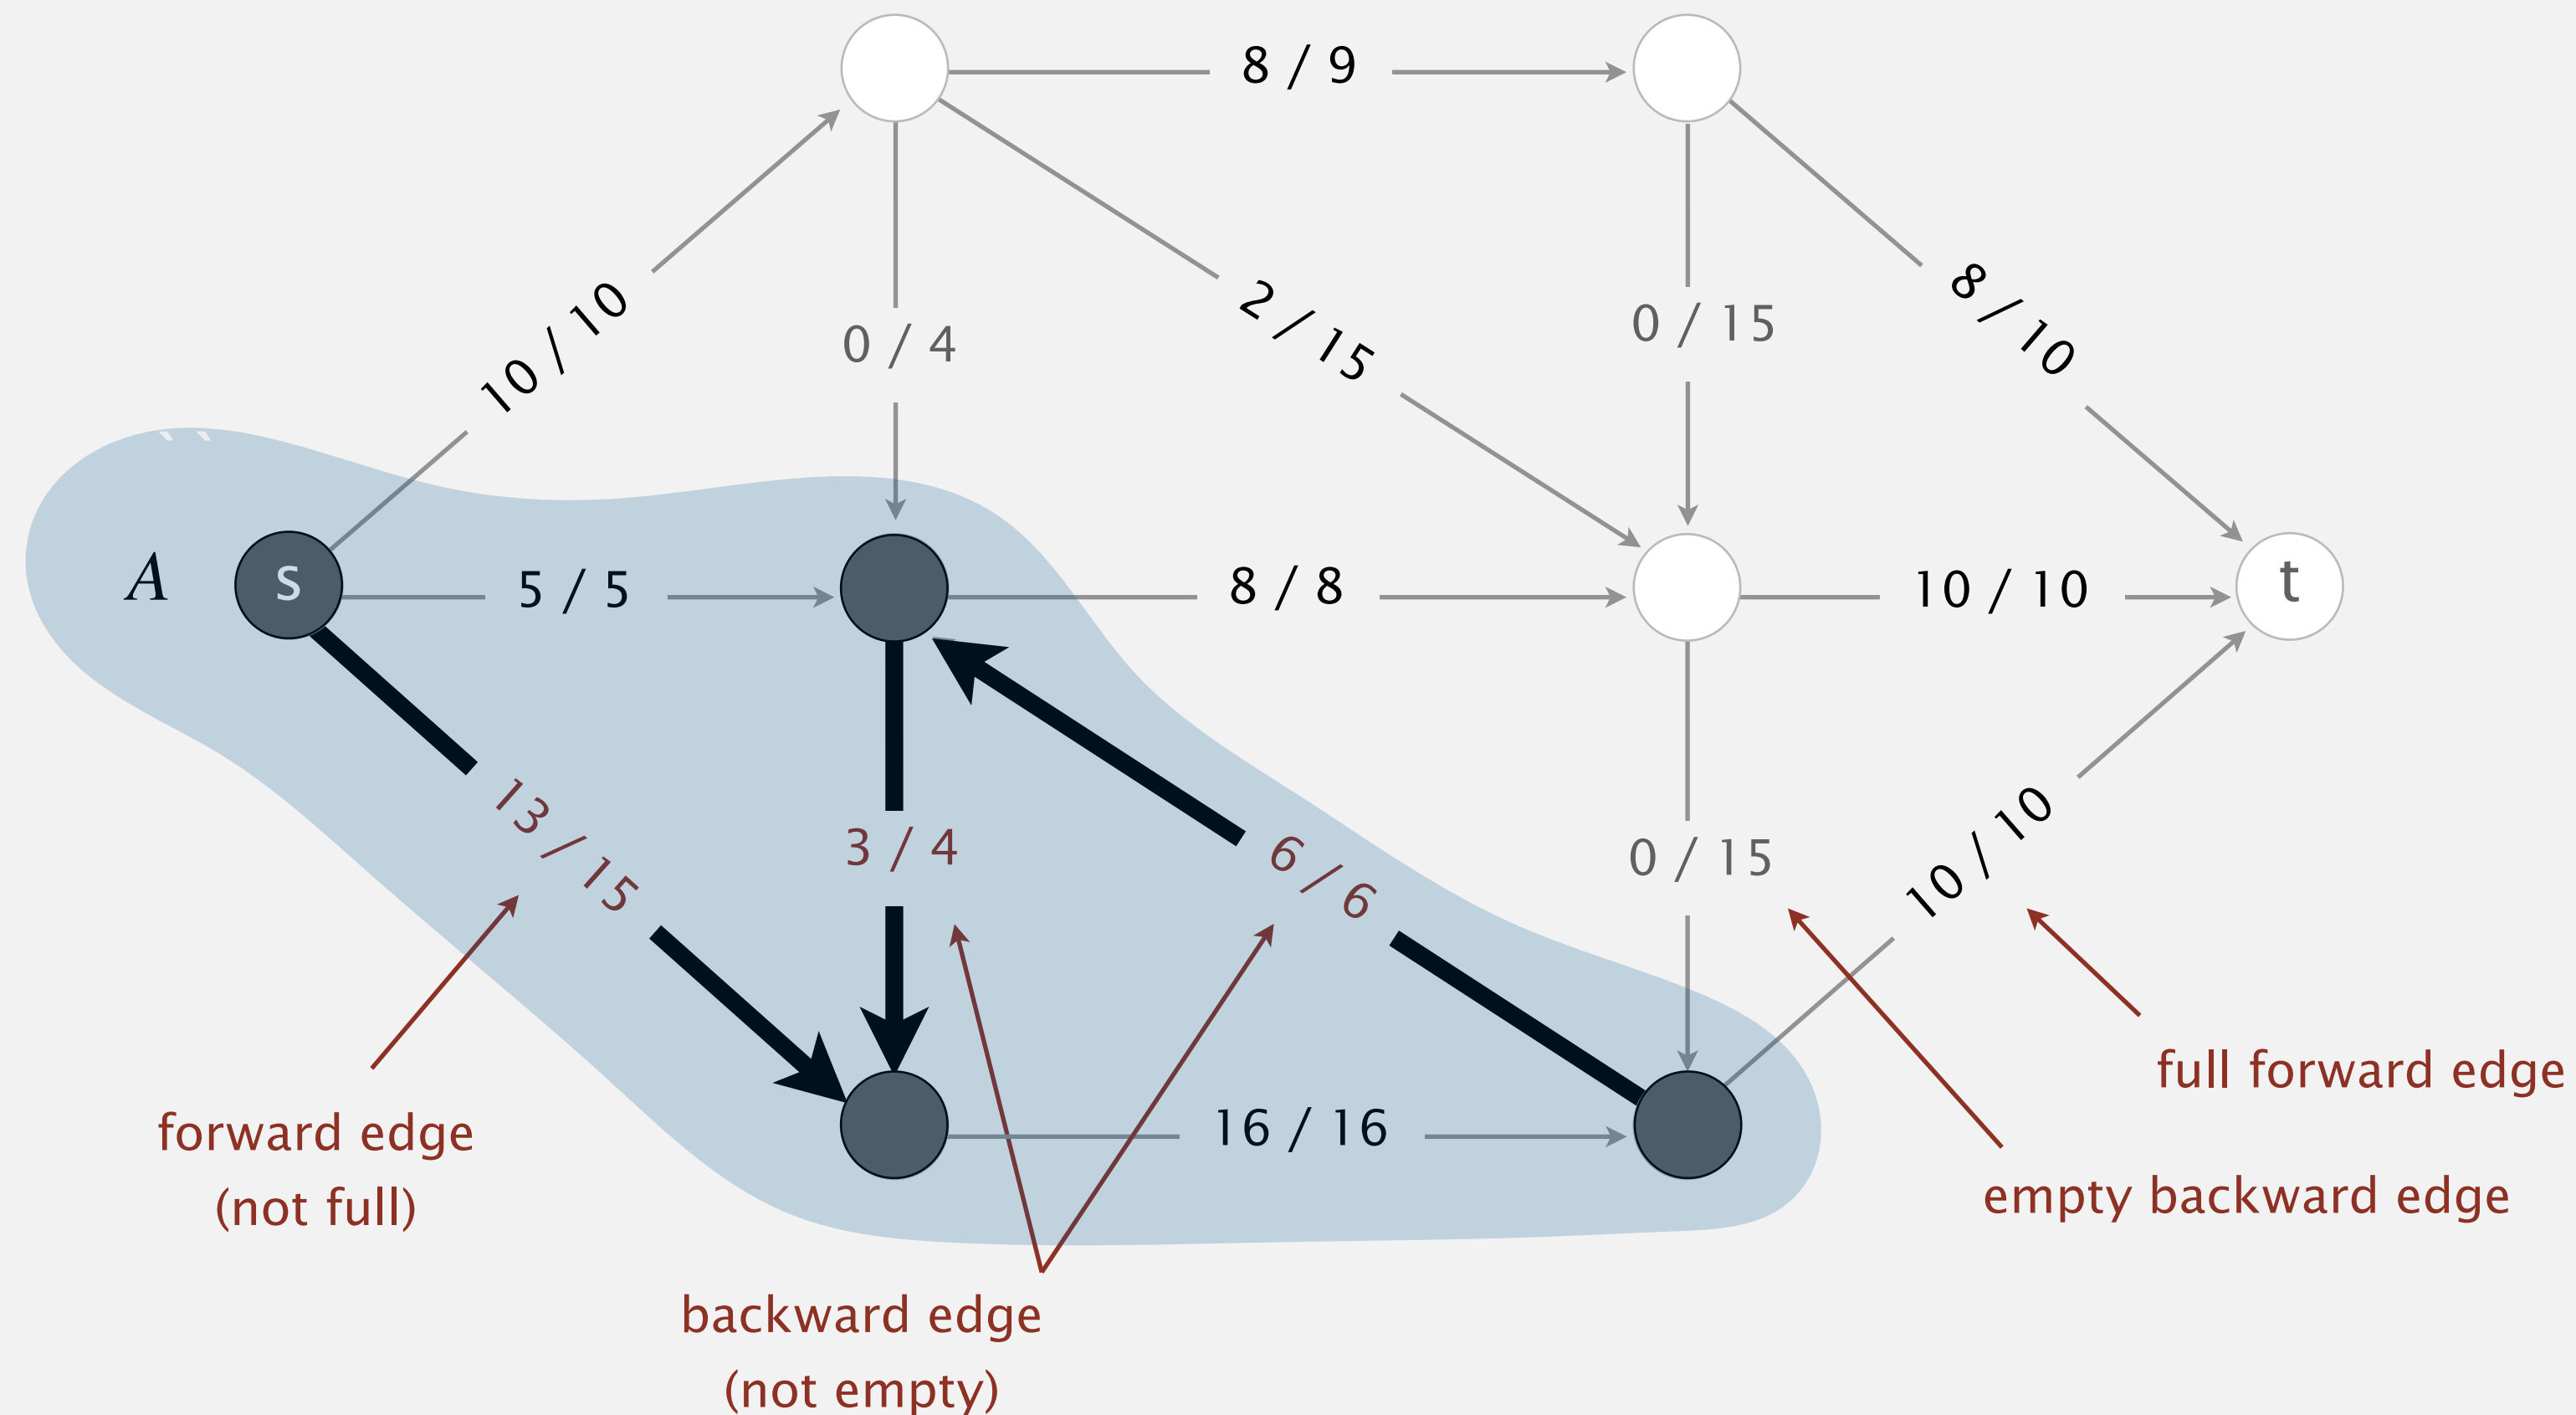 8 / 9
10 / 10
0 / 4
2 / 15
0 / 15
8 / 10
A
s
5 / 5
8 / 8
10 / 10
t
13 / 15
3 / 4
6 / 6
0 / 15
10 / 10
full forward edge
forward edge
(not full)
16 / 16
empty backward edge
backward edge
(not empty)